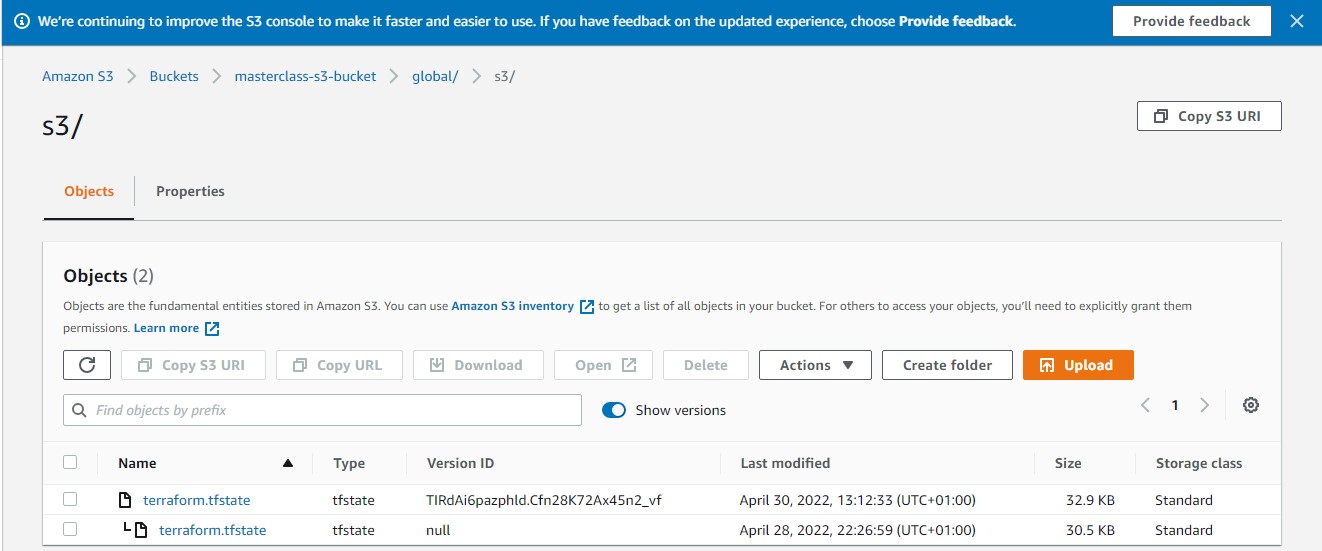 We're continuing to improve the S3 console to make it faster and easier to use. If you have feedback on the updated experience, choose Provide feedback. Provide feedback
Amazon S3 Buckets masterclass-s3-bucket global/ s3/
s3/ Copy S3 URI
Objects Properties
Objects (2)
Objects are the fundamental entities stored in Amazon S3. You can use Amazon S3 inventory to get a list of all objects in your bucket. For others to access your objects, you'll need to explicitly grant them
permissions. Learn more
Copy S3 URI Copy URL Download Open Delete Actions Create folder Upload
Find objects by prefix Show versions 1
Name Type Version ID Last modified Size Storage class
terraform.tfstate tfstate TIRdAi6pazphld.Cfn28K72Ax45n2_vf April 30, 2022, 13:12:33 (UTC+01:00) 32.9 KB Standard
terraform.tfstate tfstate null April 28, 2022, 22:26:59 (UTC+01:00) 30.5 KB Standard